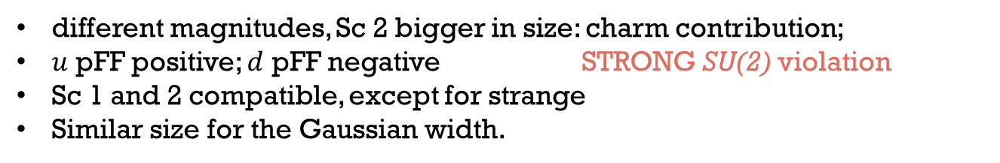 • different magnitudes, Sc 2 bigger in size: charm contribution;
• u pFF positive; d pFF negative STRONG SU(2) violation
• Sc 1 and 2 compatible, except for strange
• Similar size for the Gaussian width.